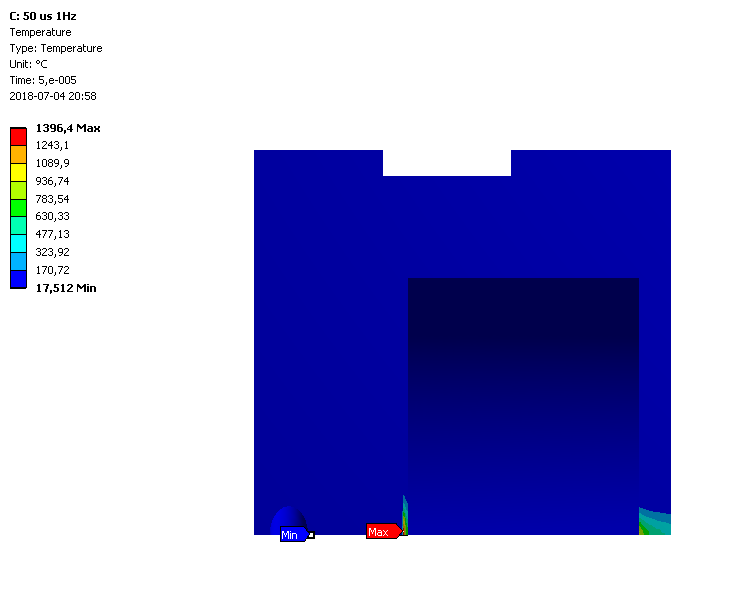 C: 50 us 1Hz
Temperature
Type: Temperature
Unit: °C
Time: 5,e-005
2018-07-04 20:58
1396,4 Max
1243,1
1089,9
936,74
783,54
630,33
477,13
323,92
170,72
17,512 Min
Max
Min